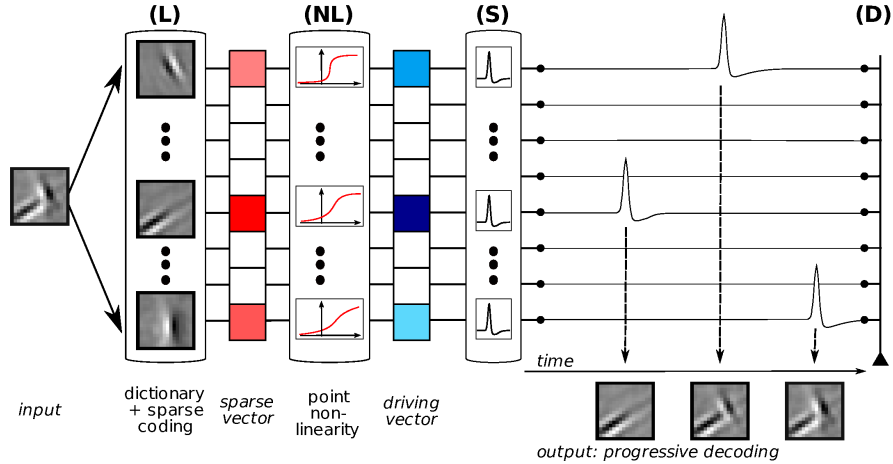 (L) (NL) (S) (D)
time
input
dictionary
+ sparse
coding
sparse
vector
point
non-
linearity
driving
vector
output: progressive decoding